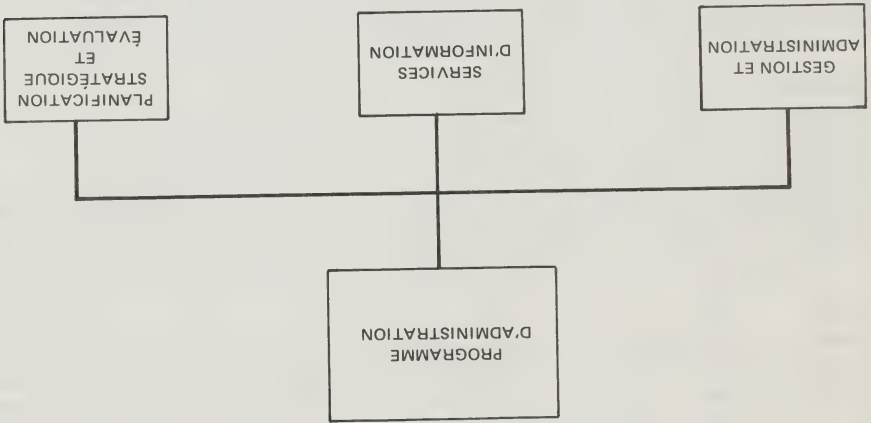 PROGRAMME
D'ADMINISTRATION
GESTION ET
ADMINISTRATION
SERVICES
D'INFORMATION
PLANIFICATION
STRATÉGIQUE
ET
ÉVALUATION